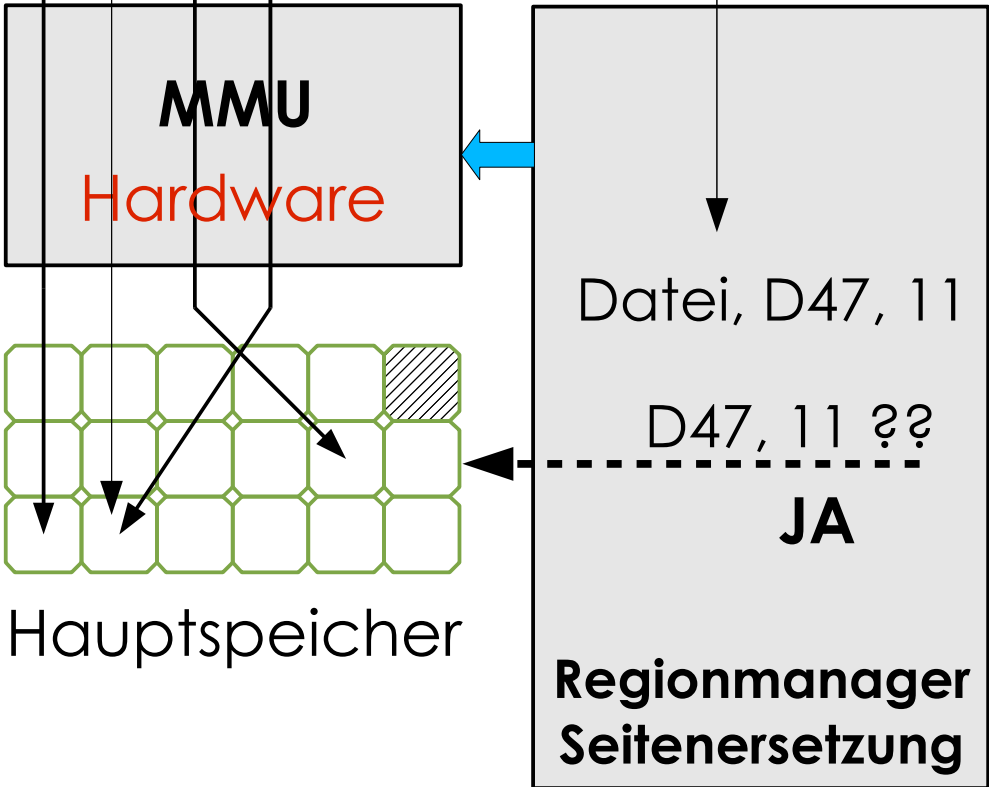 MMU
Hardware
Hauptspeicher
Datei, D47, 11
D47, 11 ??
JA
Regionmanager
Seitenersetzung